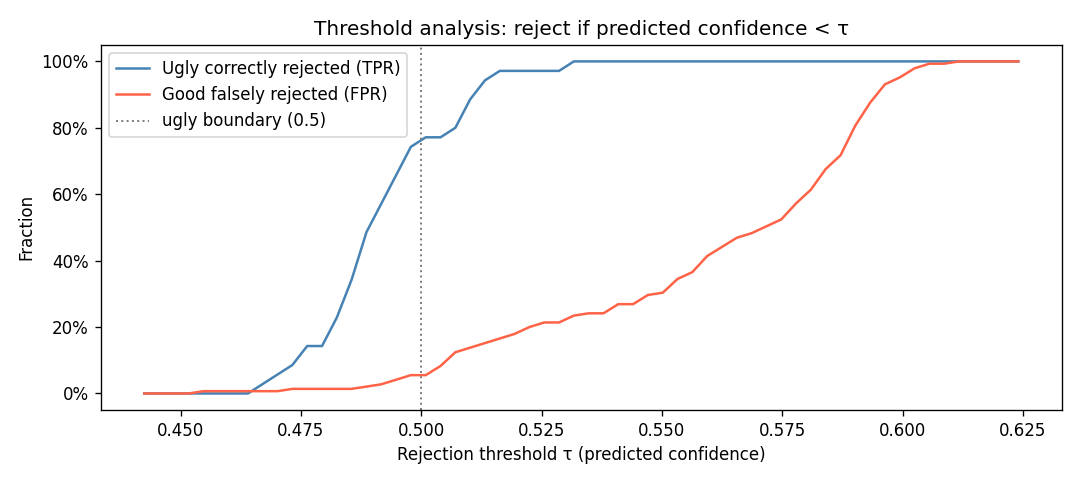 Threshold analysis: reject if predicted confidence < τ
Ugly correctly rejected (TPR)
Good falsely rejected (FPR)
ugly boundary (0.5)
Fraction
100%
80%
60%
40%
20%
0%
0.450 0.475 0.500 0.525 0.550 0.575 0.600 0.625
Rejection threshold τ (predicted confidence)